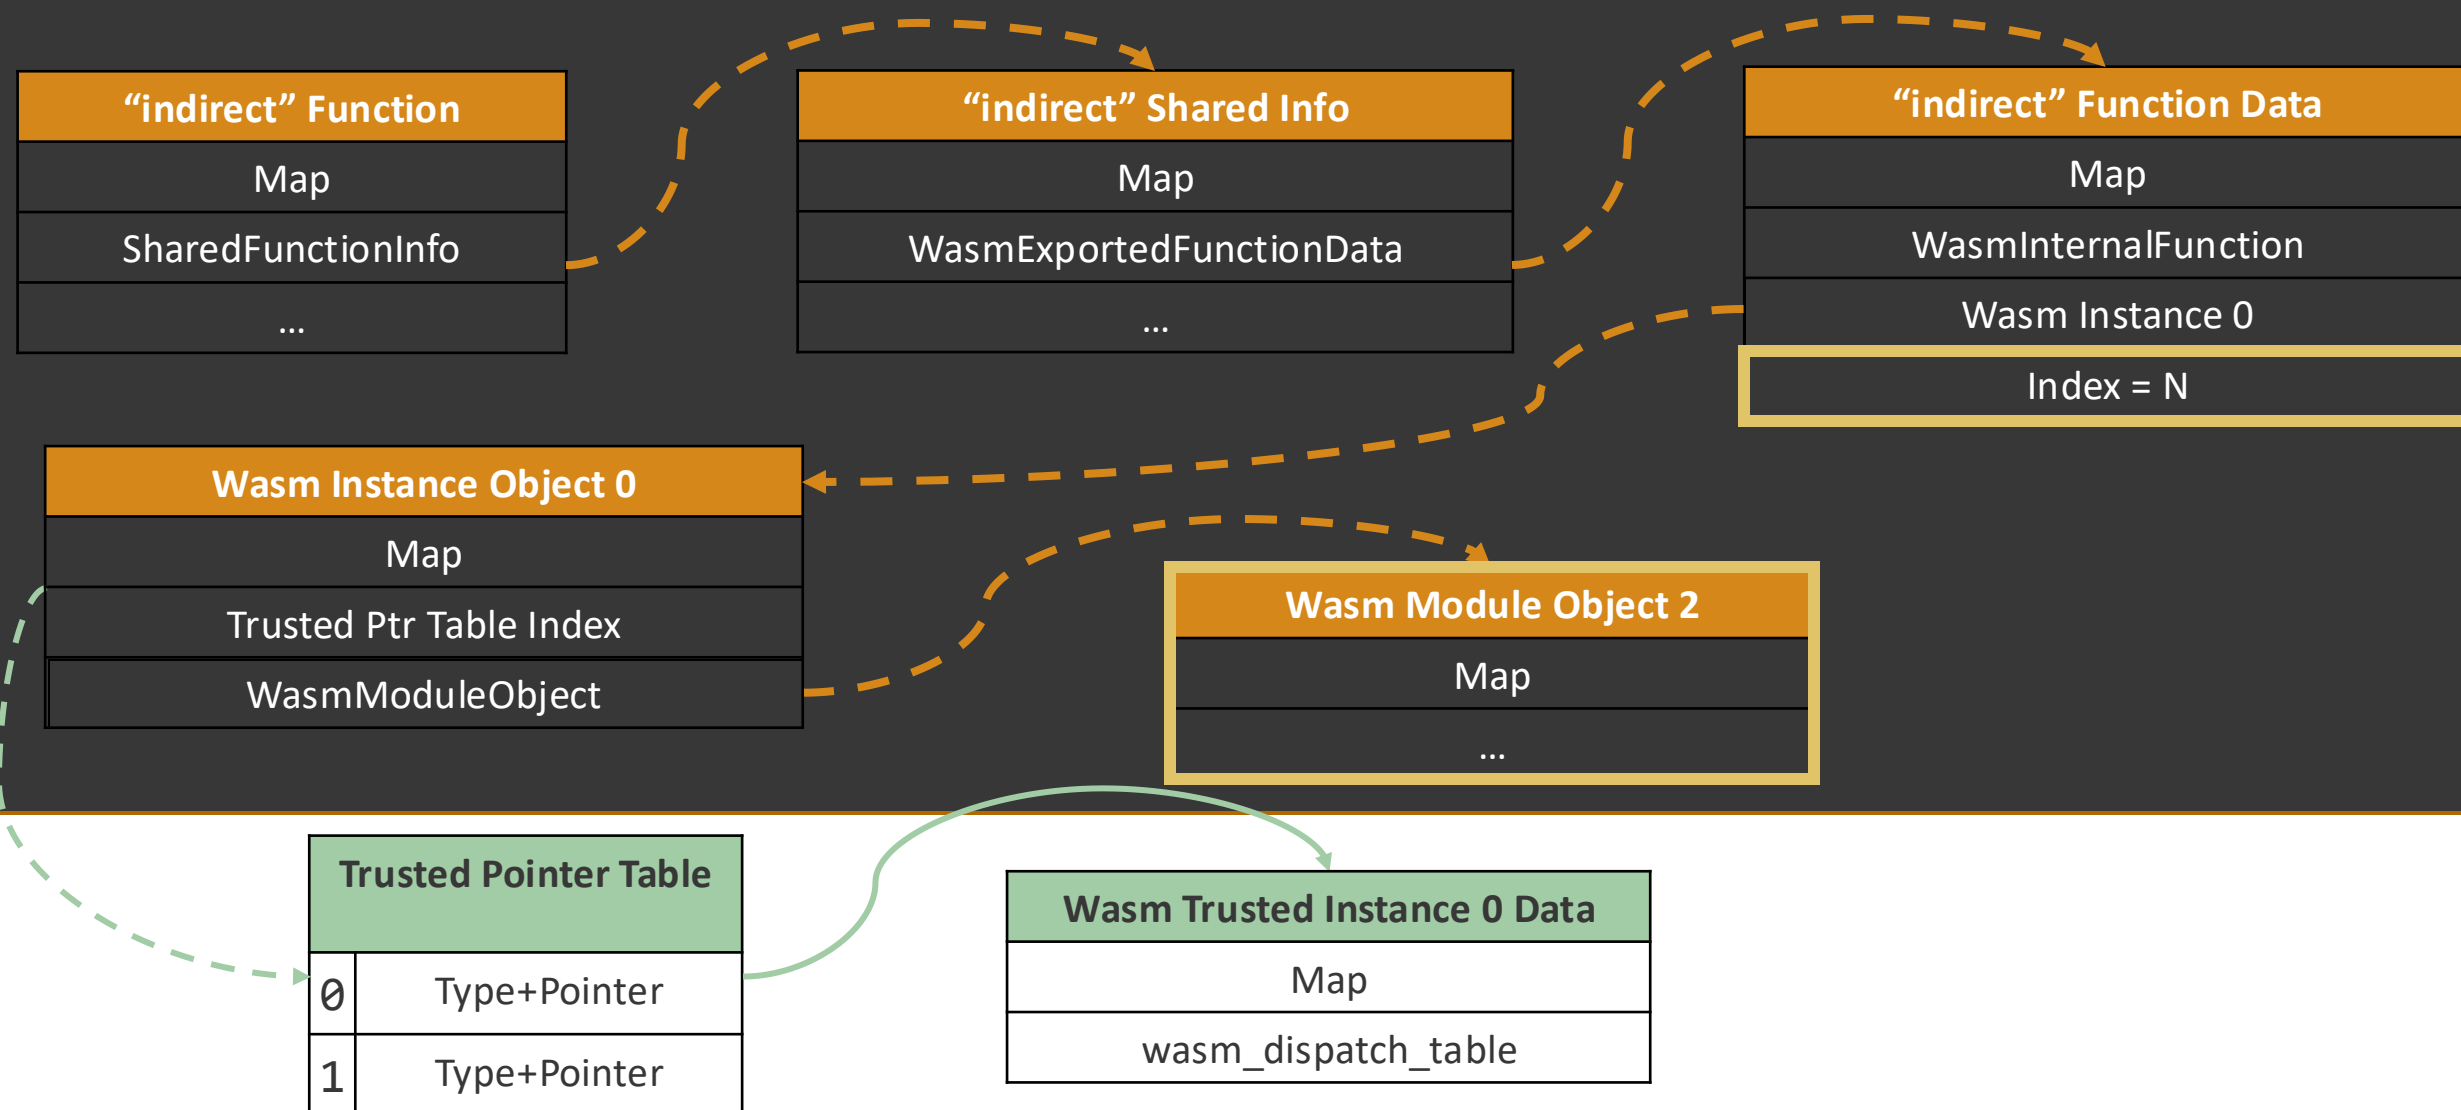 “indirect” Function
Map
SharedFunctionInfo
...
“indirect” Shared Info
Map
WasmExportedFunctionData
...
“indirect” Function Data
Map
WasmInternalFunction
Wasm Instance 0
Index = N
Wasm Instance Object 0
Map
Trusted Ptr Table Index
WasmModuleObject
Wasm Module Object 2
Map
...
Trusted Pointer Table
0 Type+Pointer
1 Type+Pointer
Wasm Trusted Instance 0 Data
Map
wasm_dispatch_table